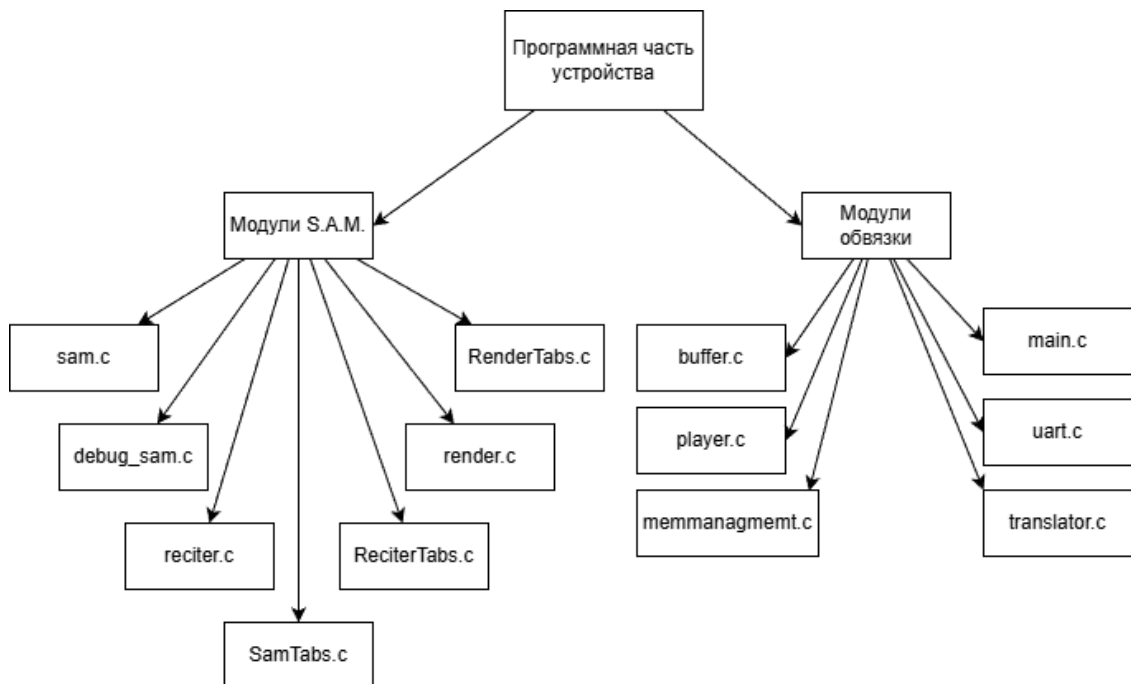 Программная часть
устройства
Модули S.A.M.
Модули
обвязки
sam.c
RenderTabs.c
buffer.c
main.c
debug_sam.c
render.c
player.c
uart.c
memmanagmemt.c
translator.c
reciter.c
ReciterTabs.c
SamTabs.c